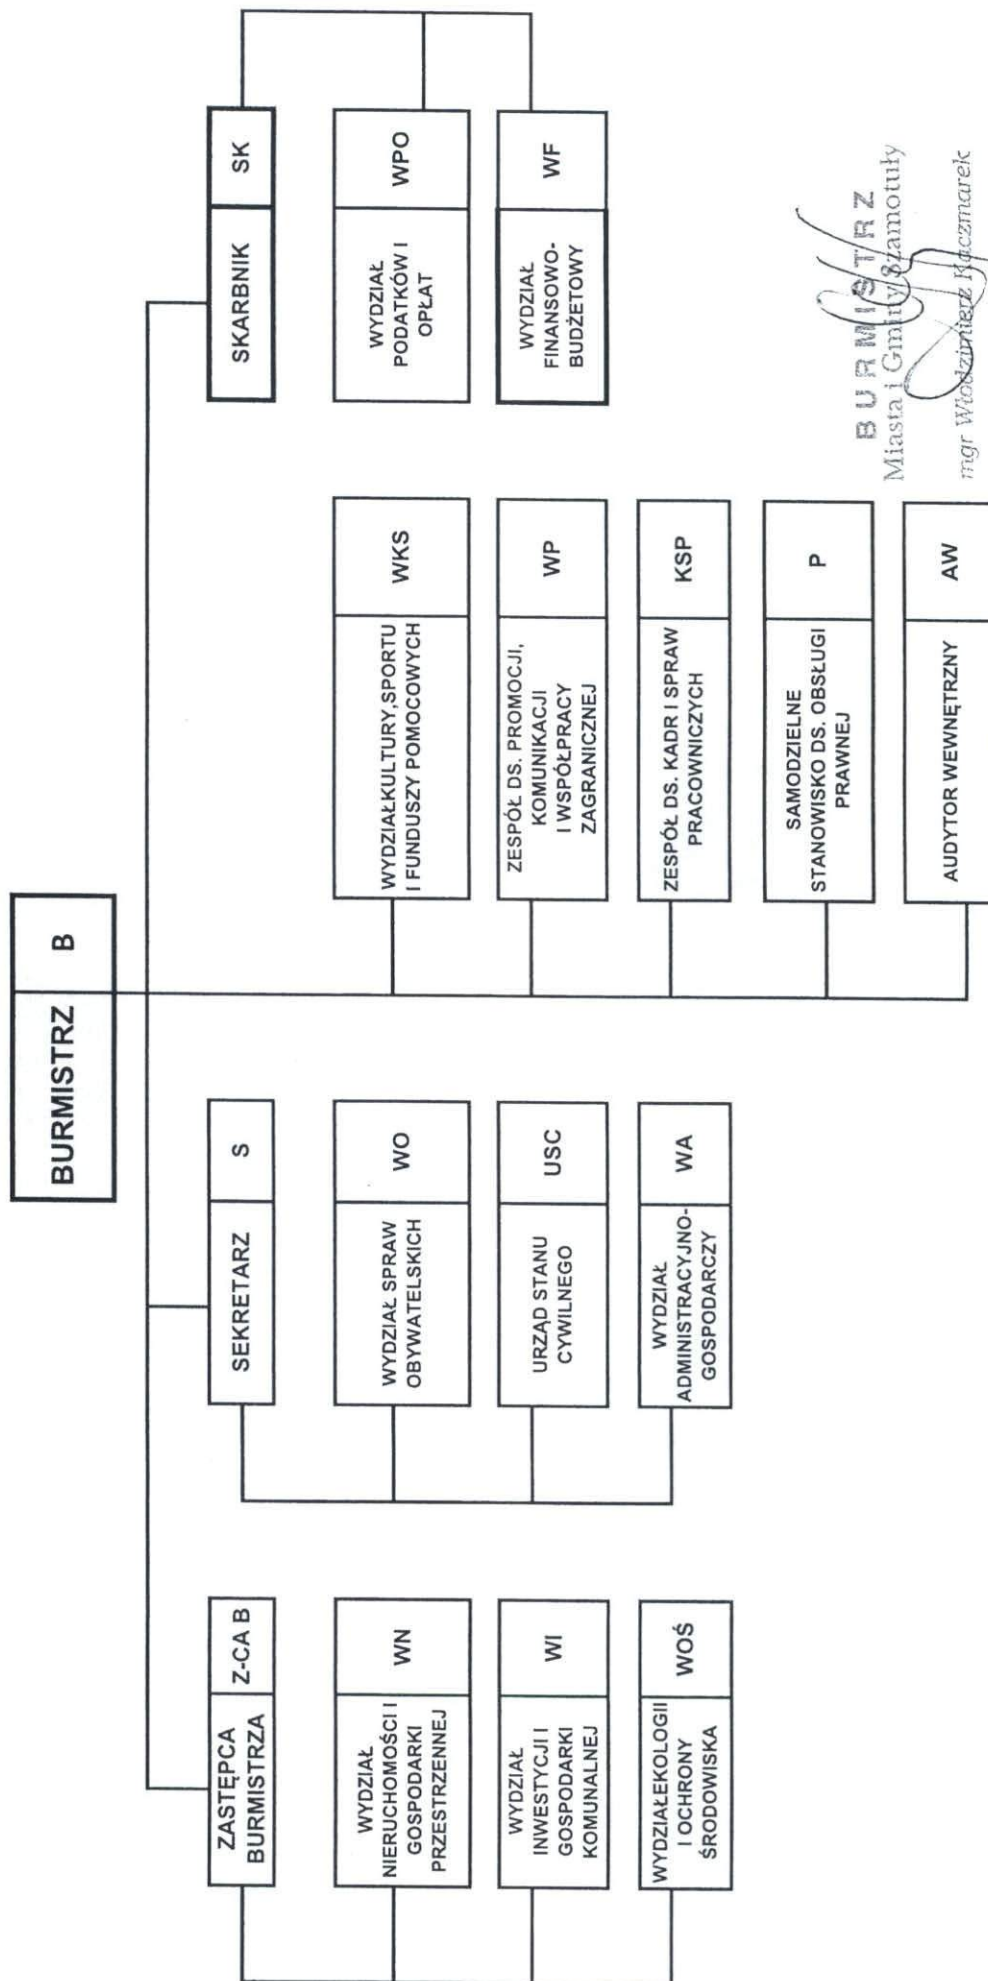 BURMISTRZ
B
ZASTĘPCA
BURMISTRZA
Z-CA B
WYDZIAŁ
NIERUCHOMOŚCI I
GOSPODARKI
PRZESTRZENNEJ
WN
WYDZIAŁ
INWESTYCJI I
GOSPODARKI
KOMUNALNEJ
WI
WYDZIAŁEKOLOGII
I OCHRONY
ŚRODOWISKA
WOŚ
SEKRETARZ
S
WYDZIAŁ SPRAW
OBYWATELSKICH
WO
URZĄD STANU
CYWILNEGO
USC
WYDZIAŁ
ADMINISTRACYJNO-
GOSPODARCZY
WA
WYDZIAŁKULTURY,SPORTU
I FUNDUSZY POMOCOWYCH
WKS
ZESPÓŁ DS. PROMOCJI,
KOMUNIKACJI
I WSPÓŁPRACY
ZAGRANICZNEJ
WP
ZESPÓŁ DS. KADR I SPRAW
PRACOWNICZYCH
KSP
SAMODZIELNE
STANOWISKO DS. OBSŁUGI
PRAWNEJ
P
AUDYTOR WEWNĘTRZNY
AW
SKARBNIK
SK
WYDZIAŁ
PODATKÓW I
OPŁAT
WPO
WYDZIAŁ
FINANSOWO-
BUDŻETOWY
WF
BURMISTRZ
Miasta i Gminy Szamotuły
mgr Włodzimierz Kaczmarek